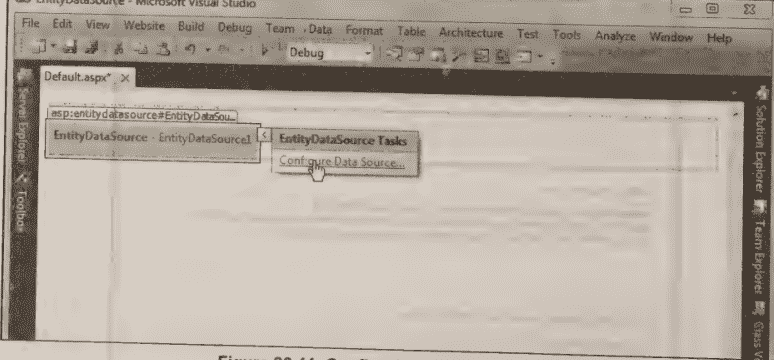 EntityDataSource - Microsoft Visual Studio
File Edit View Website Build Debug Team Data Format Table Architecture Test Tools Analyze Window Help
Debug
Default.aspx*
asp:entitydatasource#EntityDataSou...
EntityDataSource - EntityDataSource1
EntityDataSource Tasks
Configure Data Source...
Server Explorer
Toolbox
Solution Explorer
Team Explorer
Class